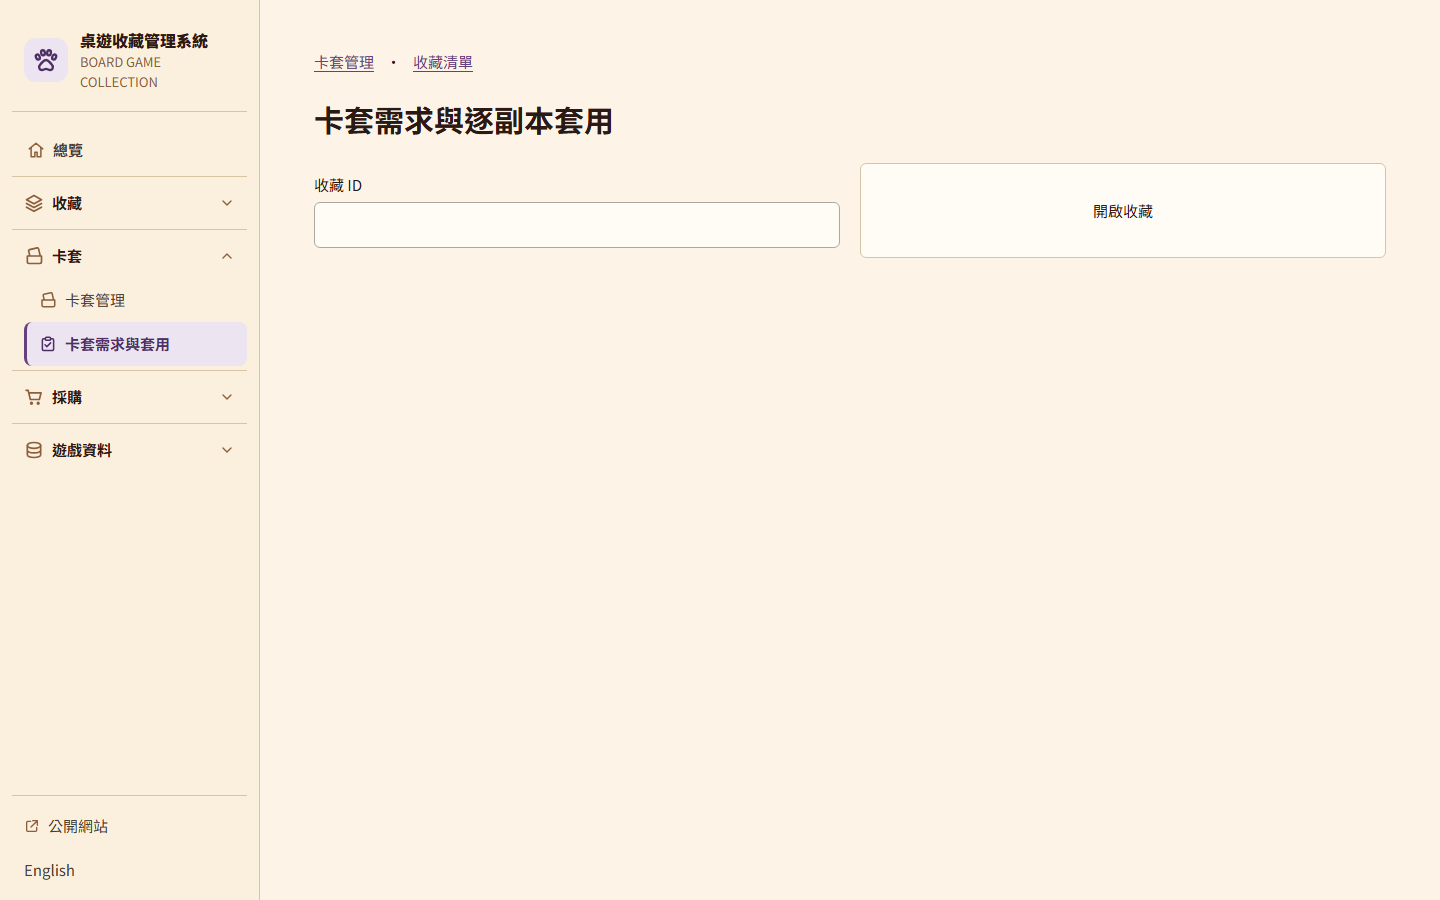 桌遊收藏管理系統
BOARD GAME
COLLECTION
總覽
收藏
卡套
卡套管理
卡套需求與套用
採購
遊戲資料
公開網站
English
卡套管理 • 收藏清單
卡套需求與逐副本套用
收藏 ID
開啟收藏